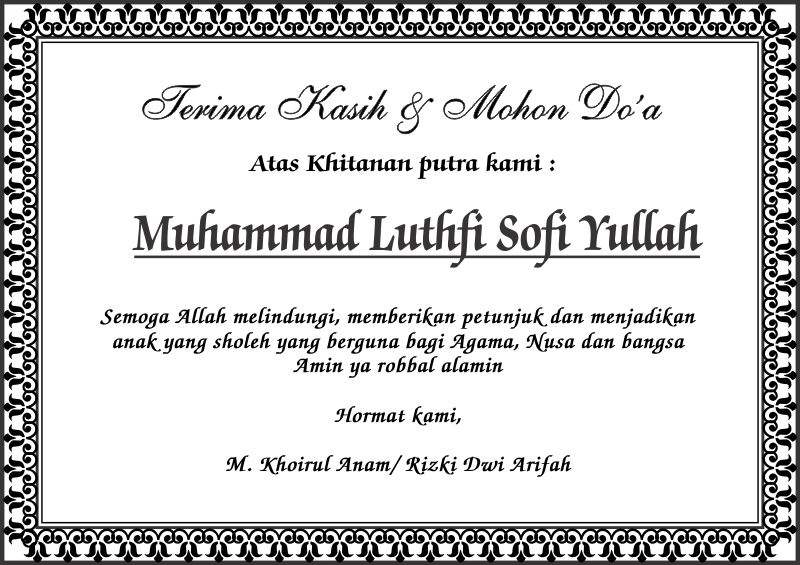 Terima Kasih & Mohon Do'a
Atas Khitanan putra kami :
Muhammad Luthfi Sofi Yullah
Semoga Allah melindungi, memberikan petunjuk dan menjadikan
anak yang sholeh yang berguna bagi Agama, Nusa dan bangsa
Amin ya robbal alamin
Hormat kami,
M. Khoirul Anam/ Rizki Dwi Arifah